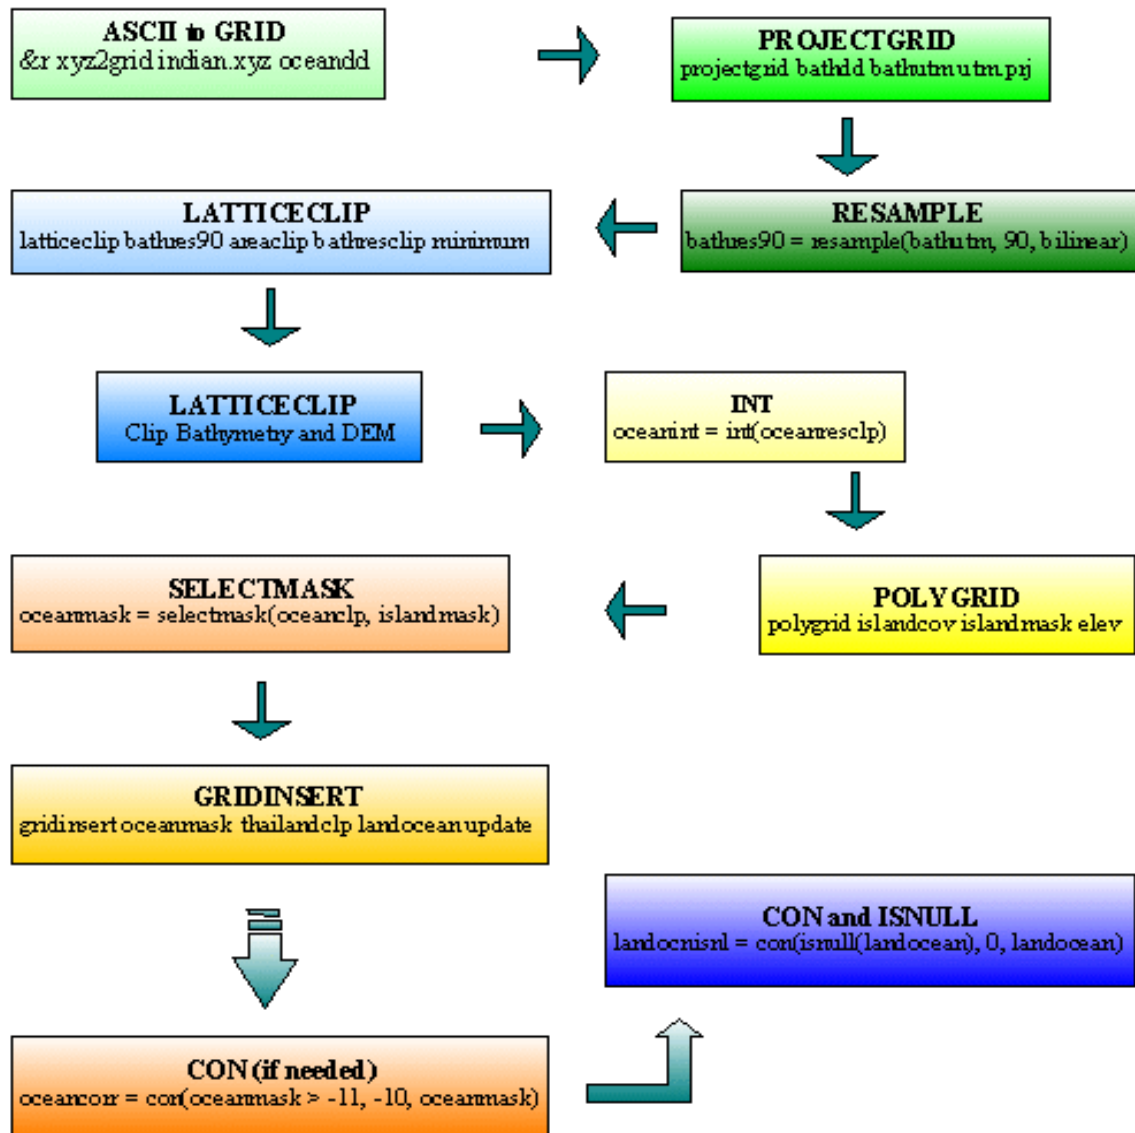 ASCII to GRID
&r xyz2grid indian.xyz oceandd
PROJECTGRID
projectgrid bathdd bathutm utm.prj
RESAMPLE
bathres90 = resample(bathutm, 90, bilinear)
LATTICECLIP
latticeclip bathres90 areaclip bathresclip minimum
LATTICECLIP
Clip Bathymetry and DEM
INT
oceanint = int(oceanresclp)
POLYGRID
polygrid islandcov islandmask elev
SELECTMASK
oceanmask = selectmask(oceanclp, islandmask)
GRIDINSERT
gridinsert oceanmask thailandclp landocean update
CON (if needed)
oceancorr = con(oceanmask > -11, -10, oceanmask)
CON and ISNULL
landocnisnl = con(isnull(landocean), 0, landocean)